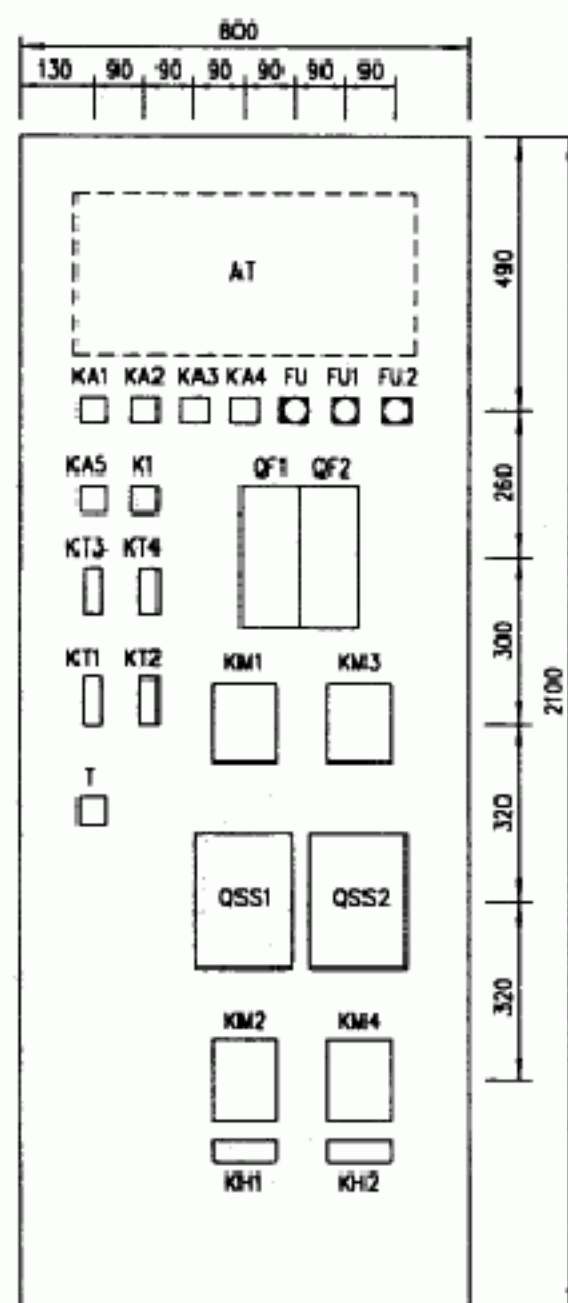 800
130 90 90 90 90 90 90
AT
490
KA1 KA2 KA3 KA4 FU FU1 FU2
KA5 K1 QF1 QF2
260
KT3 KT4
300
KT1 KT2 KM1 KM3
2100
T
320
QSS1 QSS2
320
KM2 KM4
KH1 KH2